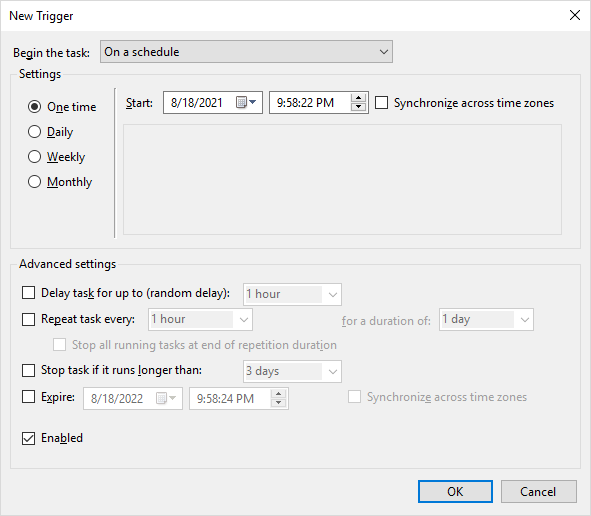 New Trigger
Begin the task: On a schedule
Settings
One time
Start: 8/18/2021 9:58:22 PM Synchronize across time zones
Daily
Weekly
Monthly
Advanced settings
Delay task for up to (random delay): 1 hour
Repeat task every: 1 hour for a duration of: 1 day
Stop all running tasks at end of repetition duration
Stop task if it runs longer than: 3 days
Expire: 8/18/2022 9:58:24 PM Synchronize across time zones
Enabled
OK Cancel